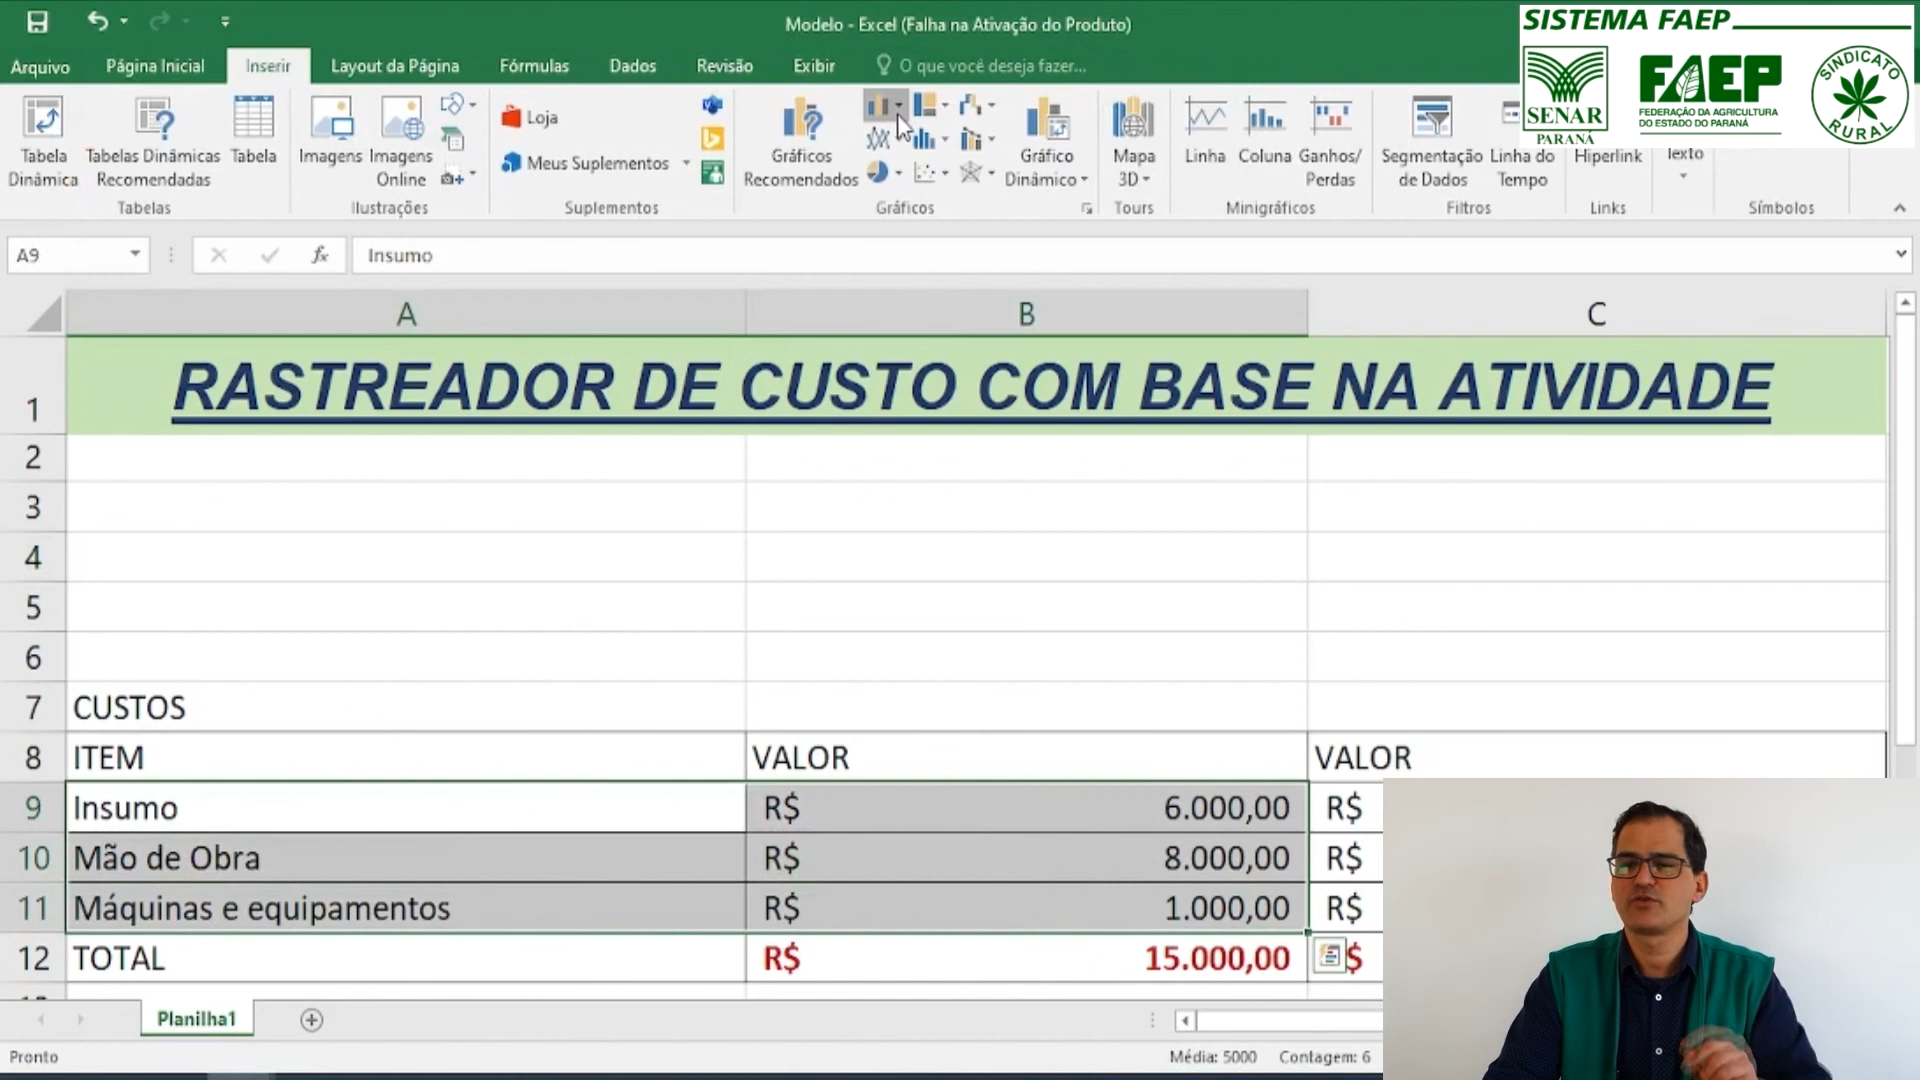 Modelo - Excel (Falha na Ativação do Produto)
SISTEMA FAEP
SENAR
PARANÁ
FAEP
FEDERAÇÃO DA AGRICULTURA
DO ESTADO DO PARANÁ
SINDICATO
RURAL
Arquivo Página Inicial Inserir Layout da Página Fórmulas Dados Revisão Exibir O que você deseja fazer...
Tabela
Dinâmica
Tabelas Dinâmicas
Recomendadas
Tabela
Tabelas
Imagens
Imagens
Online
Ilustrações
Loja
Meus Suplementos
Suplementos
Gráficos
Recomendados
Gráfico
Dinâmico
Gráficos
Mapa
3D
Tours
Linha
Coluna
Ganhos/
Perdas
Minigráficos
Segmentação
de Dados
Linha do
Tempo
Filtros
Hiperlink
Links
Texto
Símbolos
A9
fx
Insumo
A B C
1 RASTREADOR DE CUSTO COM BASE NA ATIVIDADE
2
3
4
5
6
7 CUSTOS
8 ITEM VALOR VALOR
9 Insumo R$ 6.000,00 R$
10 Mão de Obra R$ 8.000,00 R$
11 Máquinas e equipamentos R$ 1.000,00 R$
12 TOTAL R$ 15.000,00 $
Planilha1
Pronto
Média: 5000 Contagem: 6